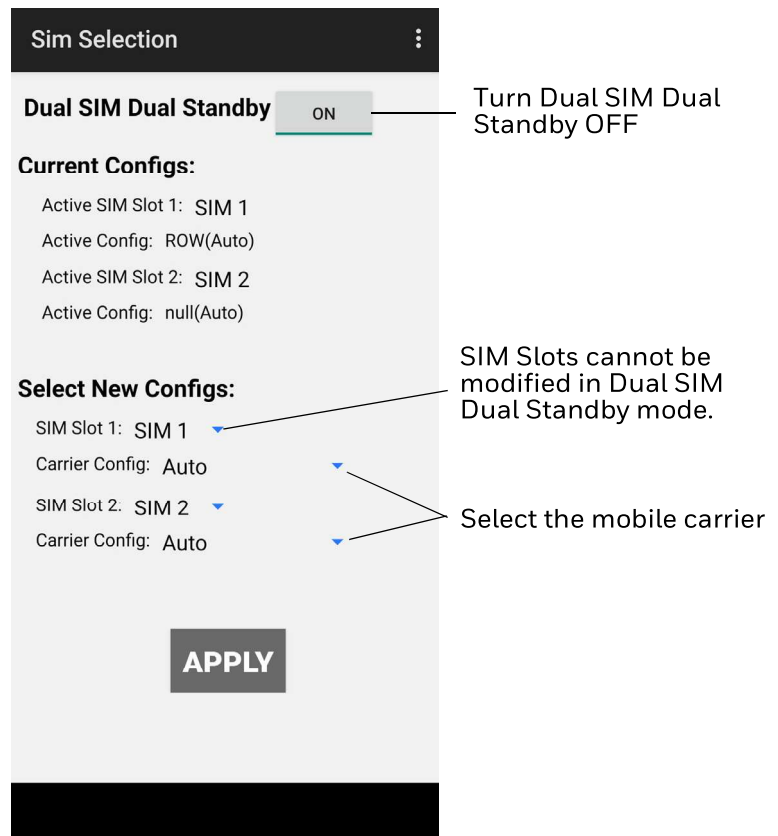 Sim Selection
Dual SIM Dual Standby ON
Turn Dual SIM Dual
Standby OFF
Current Configs:
Active SIM Slot 1: SIM 1
Active Config: ROW(Auto)
Active SIM Slot 2: SIM 2
Active Config: null(Auto)
SIM Slots cannot be
modified in Dual SIM
Dual Standby mode.
Select New Configs:
SIM Slot 1: SIM 1
Carrier Config: Auto
SIM Slot 2: SIM 2
Carrier Config: Auto
Select the mobile carrier
APPLY